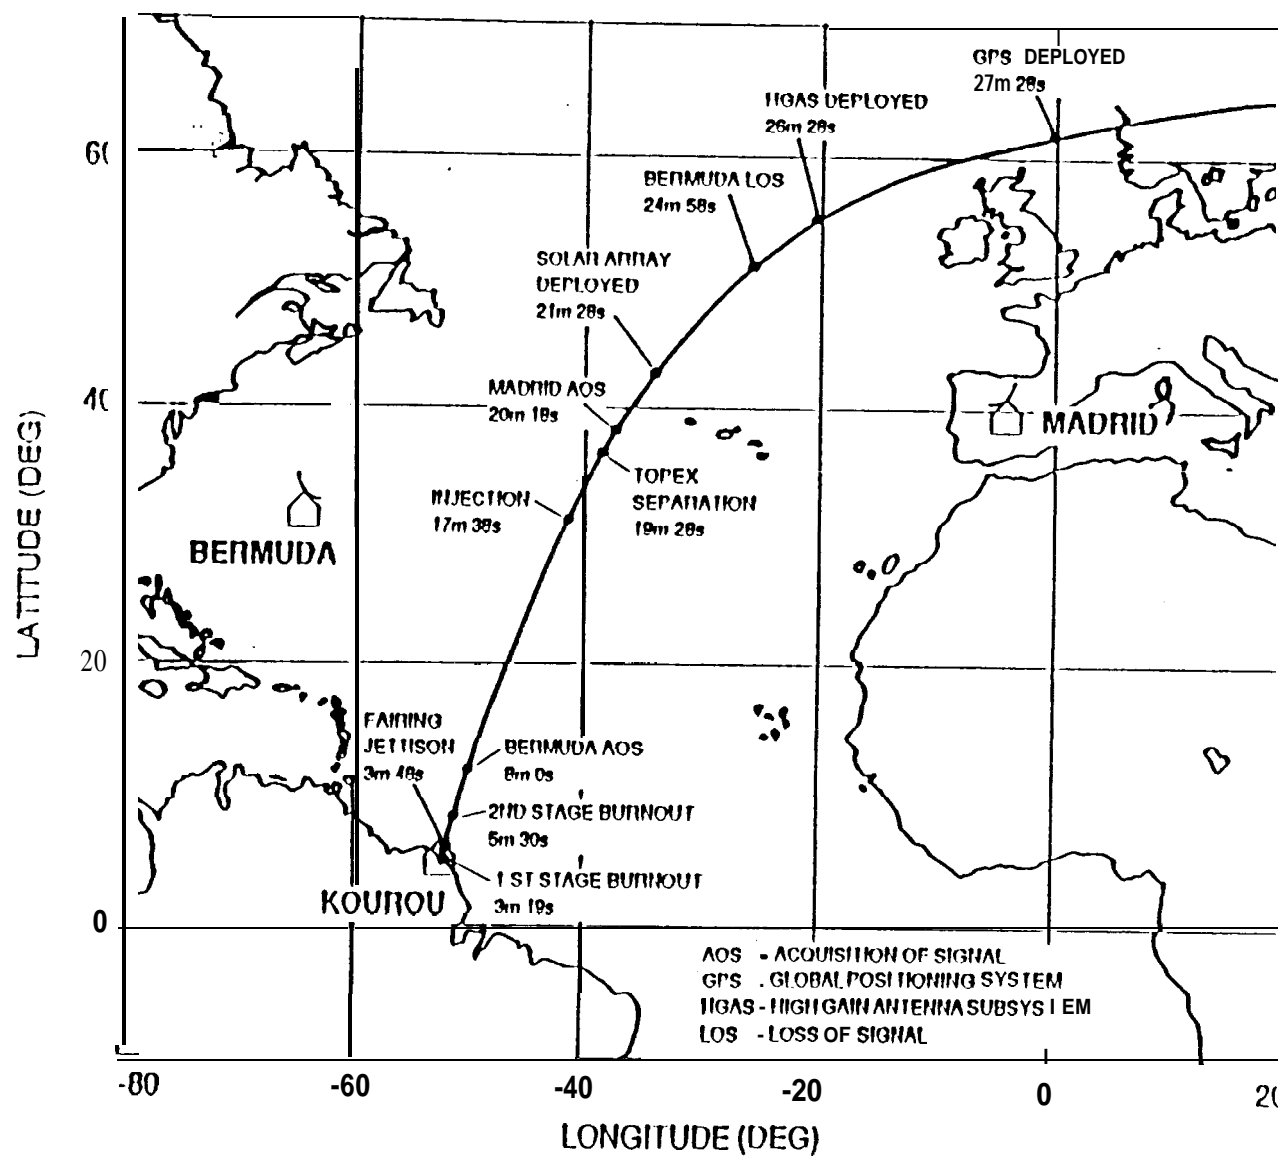 GPS DEPLOYED
27m 28s
HGAS DEPLOYED
26m 28s
BERMUDA LOS
24m 58s
SOLAR ARRAY
DEPLOYED
21m 28s
MADRID AOS
20m 18s
TOPEX
SEPARATION
19m 28s
INJECTION
17m 38s
MADRID
BERMUDA
FAIRING
JETTISON
3m 48s
BERMUDA AOS
8m 0s
2ND STAGE BURNOUT
5m 30s
1 ST STAGE BURNOUT
3m 19s
KOUROU
AOS - ACQUISITION OF SIGNAL
GPS . GLOBAL POSITIONING SYSTEM
HGAS - HIGH GAIN ANTENNA SUBSYSTEM
LOS - LOSS OF SIGNAL
LATITUDE (DEG)
60
40
20
0
-80 -60 -40 -20 0 20
LONGITUDE (DEG)